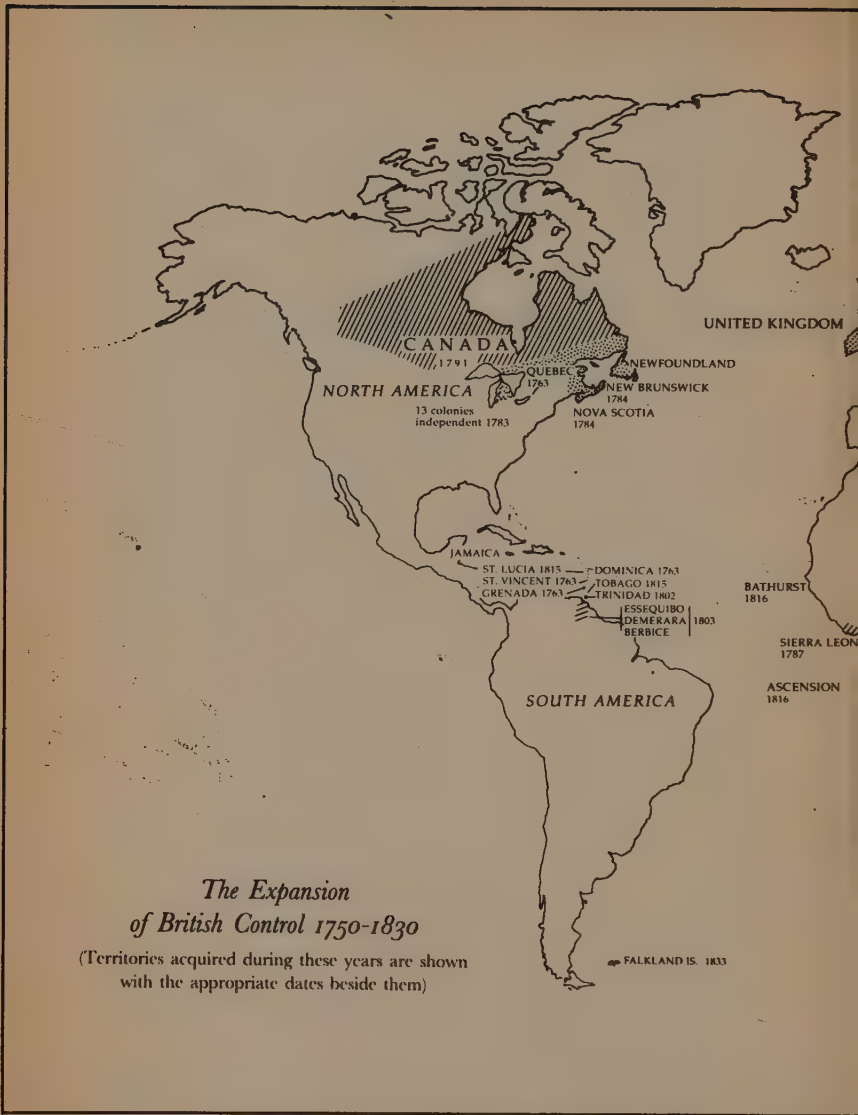 UNITED KINGDOM
CANADA
1791
NEWFOUNDLAND
QUEBEC
1763
NORTH AMERICA
NEW BRUNSWICK
1784
13 colonies
independent 1783
NOVA SCOTIA
1784
JAMAICA
ST. LUCIA 1815
DOMINICA 1763
ST. VINCENT 1763
TOBAGO 1815
GRENADA 1763
TRINIDAD 1802
BATHURST
1816
ESSEQUIBO
DEMERARA
BERBICE
1803
SIERRA LEON
1787
ASCENSION
1816
SOUTH AMERICA
The Expansion
of British Control 1750-1830
(Territories acquired during these years are shown
with the appropriate dates beside them)
FALKLAND IS. 1833